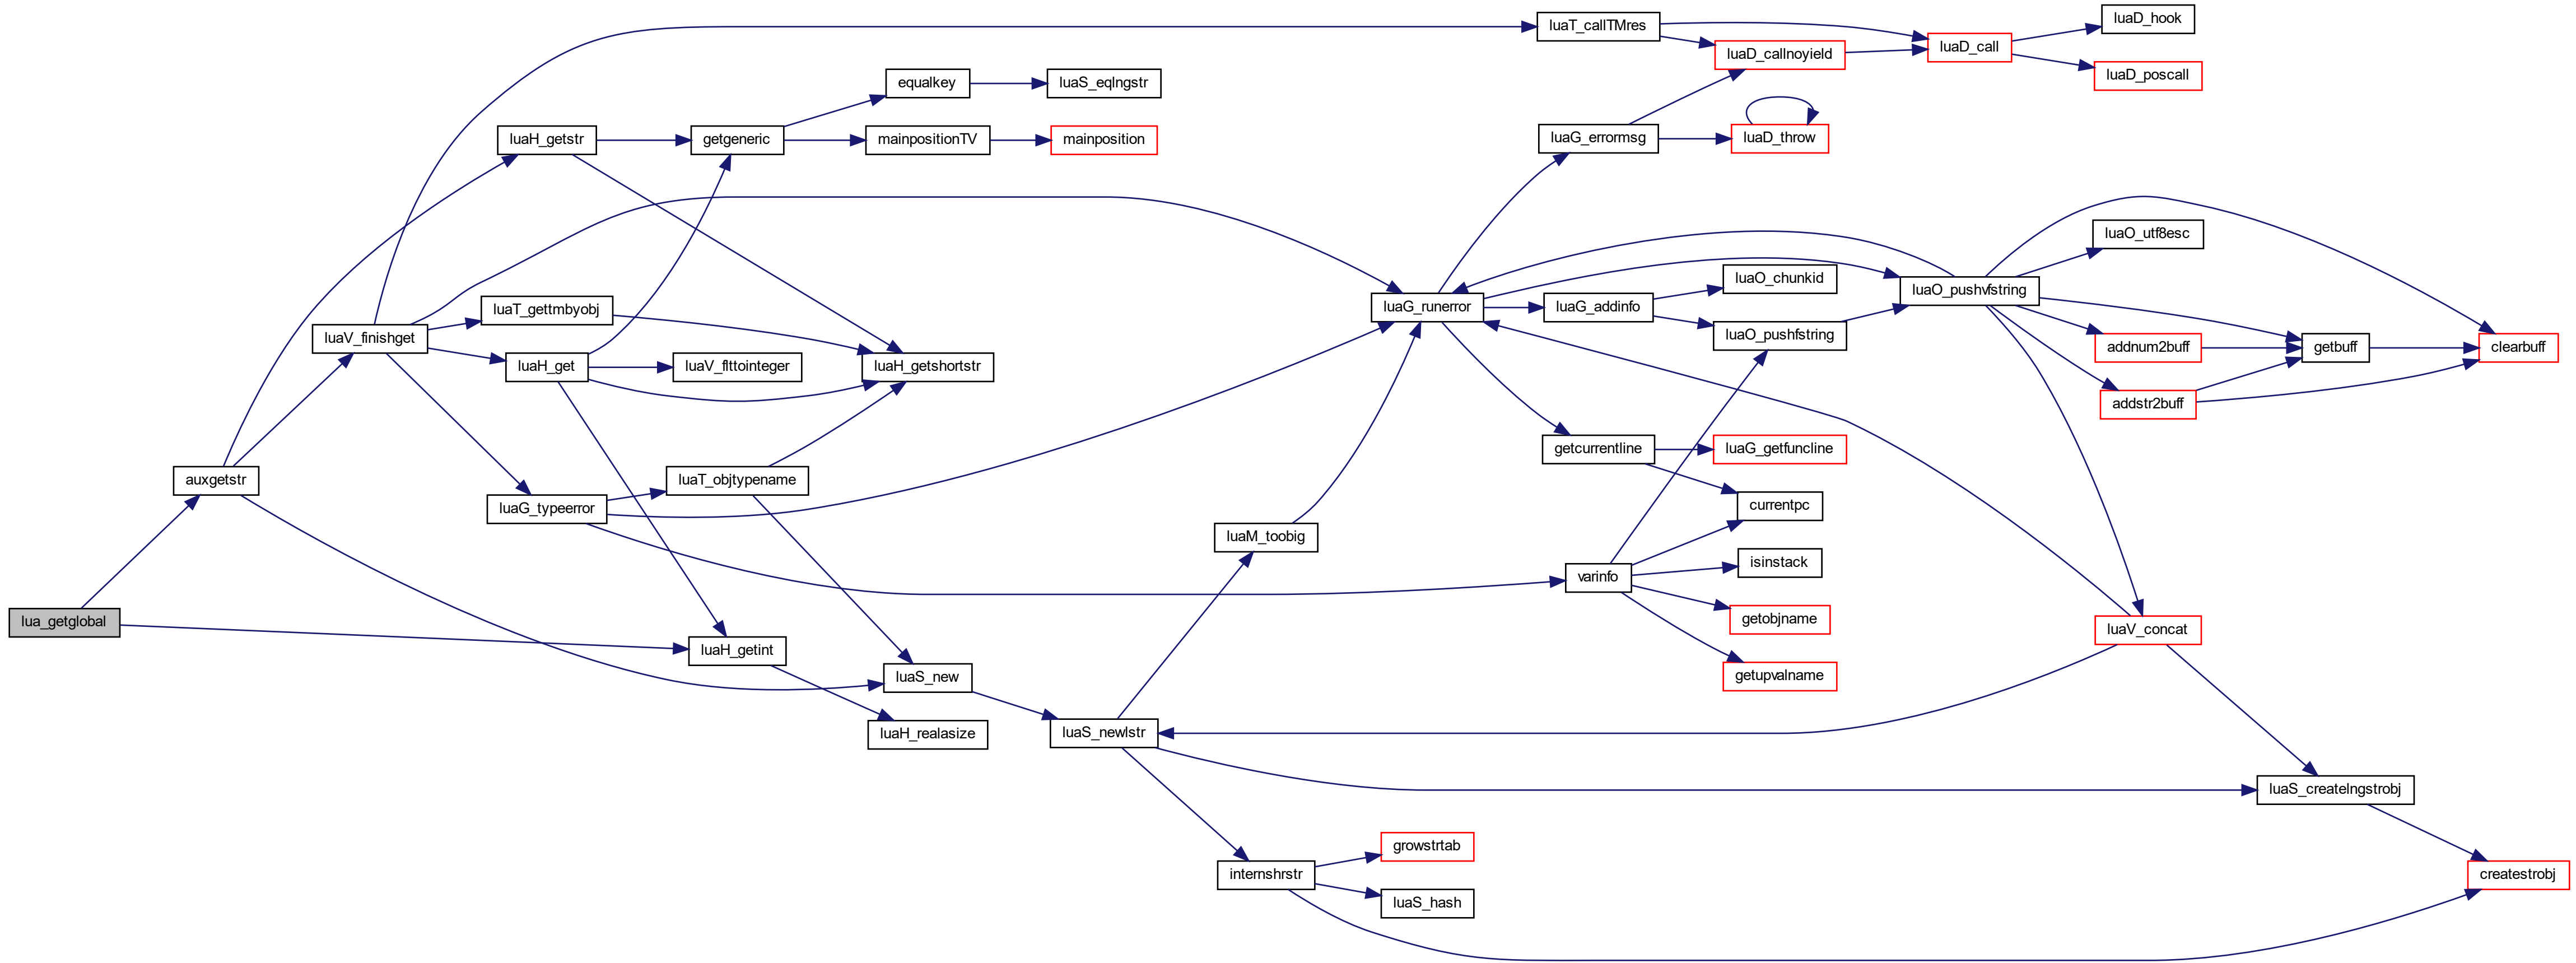 lua_getglobal
auxgetstr
luaV_finishget
luaH_getstr
luaT_gettmbyobj
luaH_get
luaG_typeerror
getgeneric
luaV_flttointeger
luaT_objtypename
luaH_getint
equalkey
mainpositionTV
luaH_getshortstr
luaS_new
luaH_realasize
luaS_eqlngstr
mainposition
luaS_newlstr
luaM_toobig
internshrstr
luaG_runerror
growstrtab
luaS_hash
luaT_callTMres
luaG_errormsg
luaG_addinfo
getcurrentline
varinfo
luaD_callnoyield
luaD_throw
luaO_chunkid
luaO_pushfstring
luaG_getfuncline
currentpc
isinstack
getobjname
getupvalname
luaD_call
luaO_pushvfstring
luaD_hook
luaD_poscall
luaO_utf8esc
addnum2buff
addstr2buff
luaV_concat
getbuff
luaS_createlngstrobj
clearbuff
createstrobj